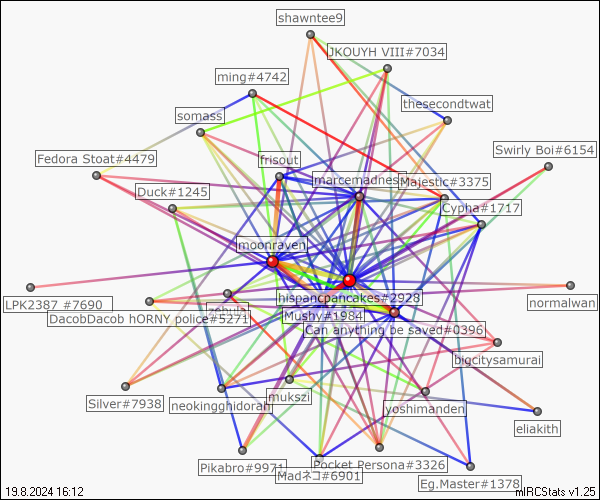 shawntee9
JKOUYH VIII#7034
ming#4742
thesecondtwat
somass
Swirly Boi#6154
Fedora Stoat#4479
frisout
marcemadness
Majestic#3375
Duck#1245
Cypha#1717
moonraven
LPK2387 #7690
hispancpancakes#2928
normalwan
DacobDacob hORNY police#5271
Mushy#1984
Can anything be saved#0396
bigcitysamurai
Silver#7938
neokingghidorah
mukszi
yoshimanden
eliakith
Pikabro#9971
Madネコ#6901
Pocket Persona#3326
Eg.Master#1378
19.8.2024 16:12
mIRCStats v1.25